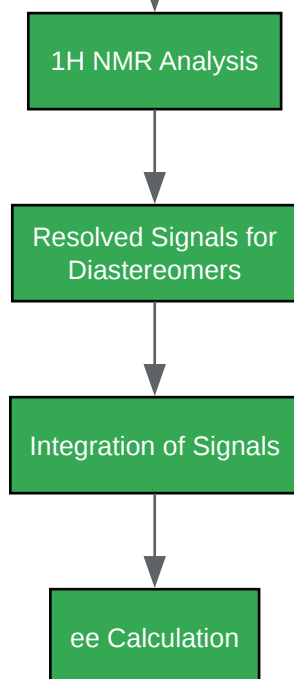 1H NMR Analysis
Resolved Signals for
Diastereomers
Integration of Signals
ee Calculation